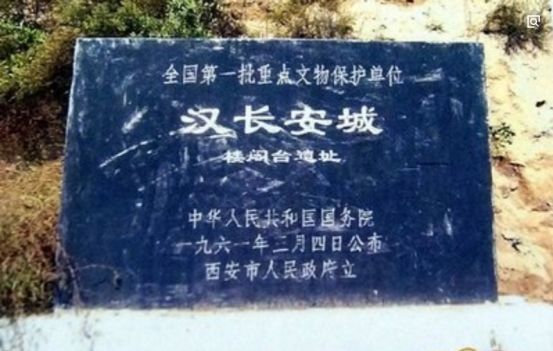 全国第一批重点文物保护单位
汉长安城
楼阁台遗址
中华人民共和国国务院
一九六一年三月四日公布
西安市人民政府立